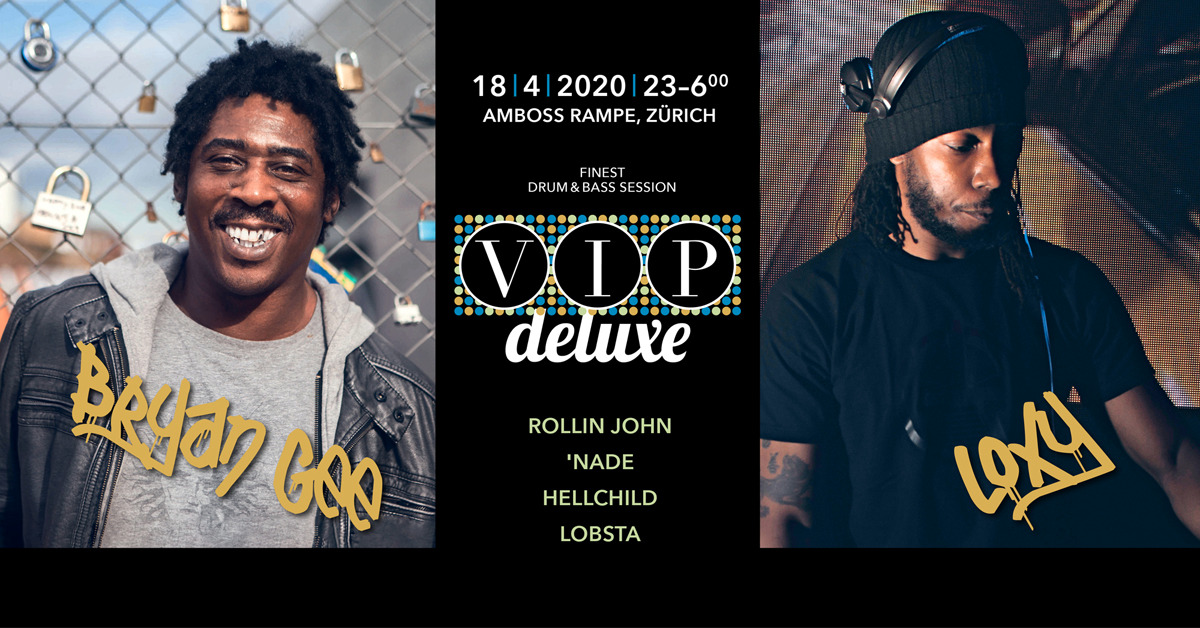 18|4|2020|23–6⁰⁰
AMBOSS RAMPE, ZÜRICH
FINEST
DRUM & BASS SESSION
VIP
deluxe
ROLLIN JOHN
'NADE
HELLCHILD
LOBSTA
Bryan Gee
Loxy